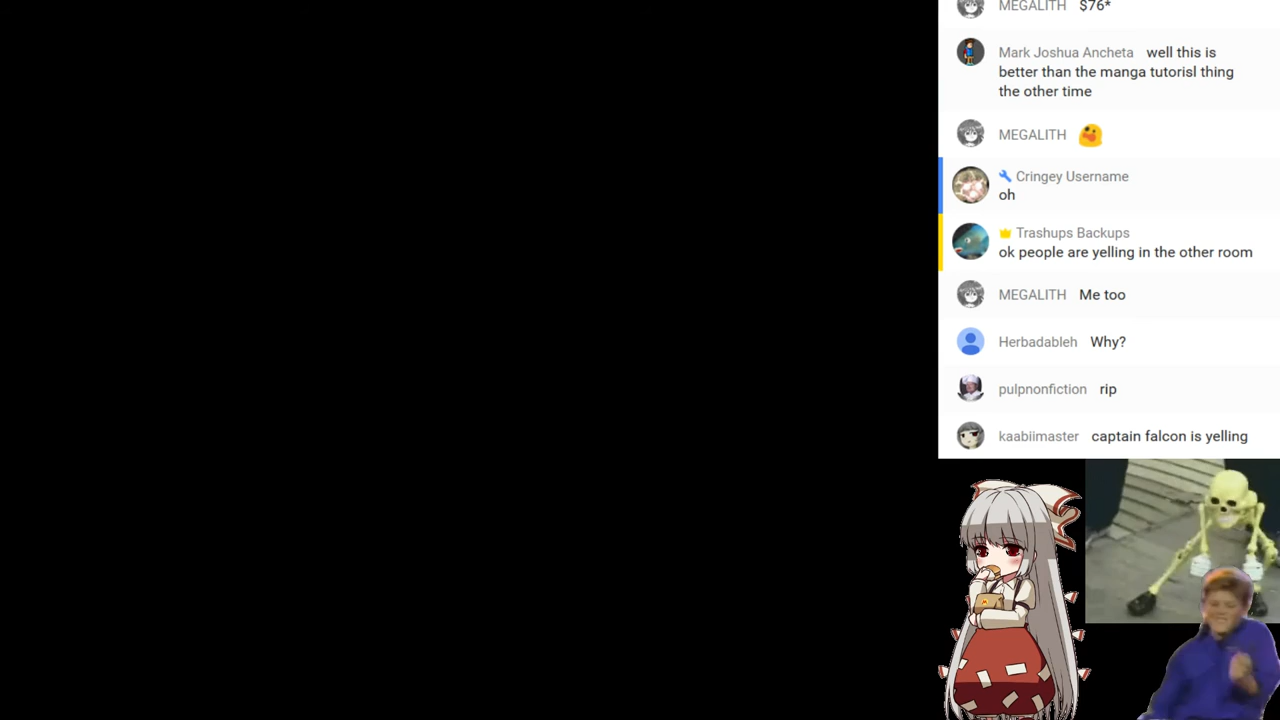 MEGALITH $76*
Mark Joshua Ancheta well this is
better than the manga tutorisl thing
the other time
MEGALITH
Cringey Username
oh
Trashups Backups
ok people are yelling in the other room
MEGALITH Me too
Herbadableh Why?
pulpnonfiction rip
kaabiimaster captain falcon is yelling